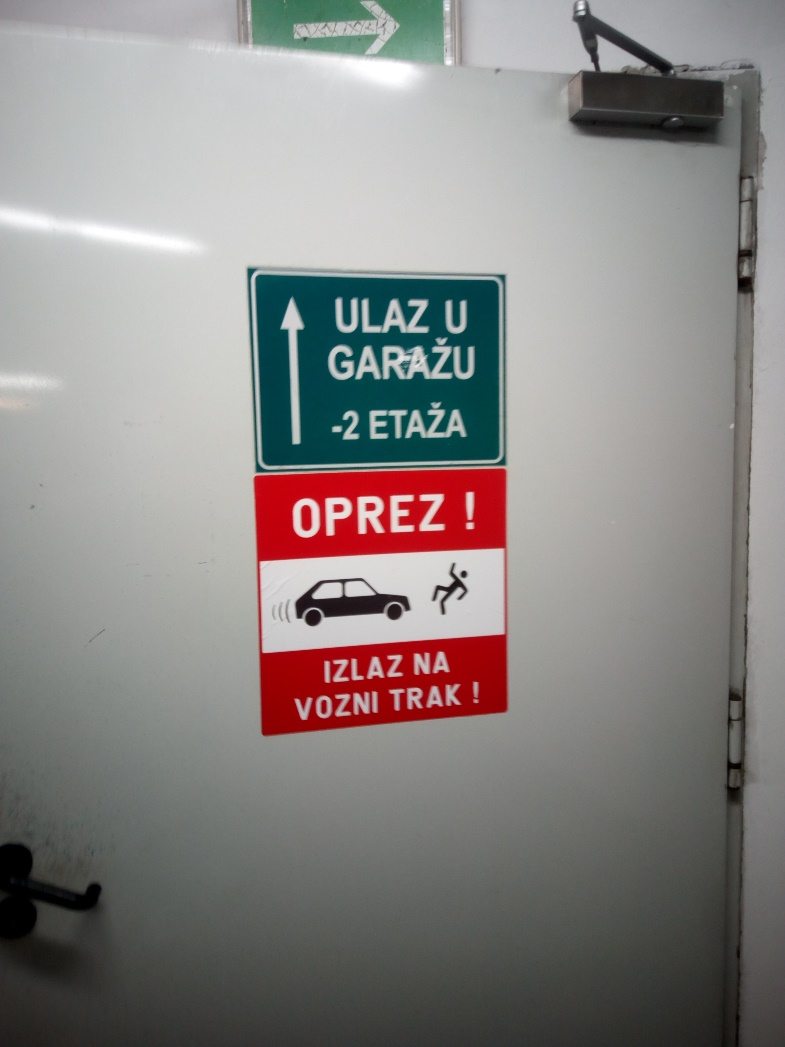 ULAZ U
GARAŽU
-2 ETAŽA
OPREZ !
IZLAZ NA
VOZNI TRAK !